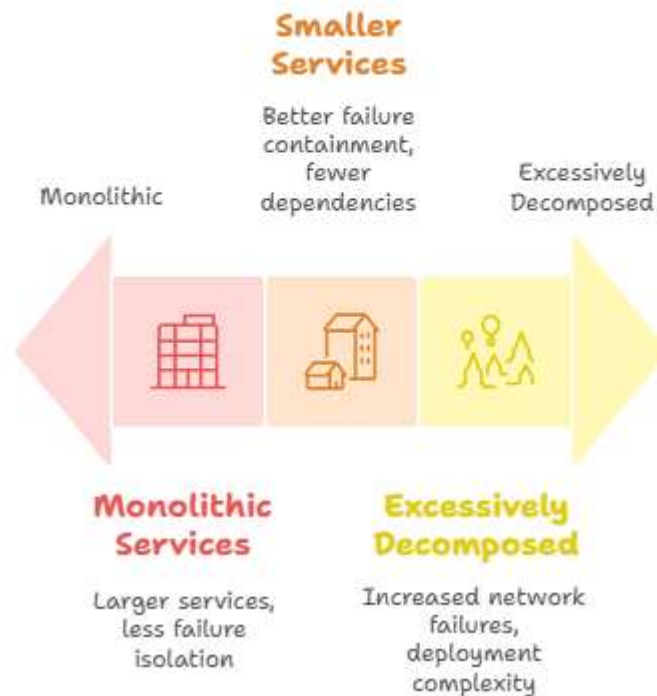 Smaller
Services
Better failure
containment,
fewer
dependencies
Monolithic
Excessively
Decomposed
Monolithic
Services
Larger services,
less failure
isolation
Excessively
Decomposed
Increased network
failures,
deployment
complexity